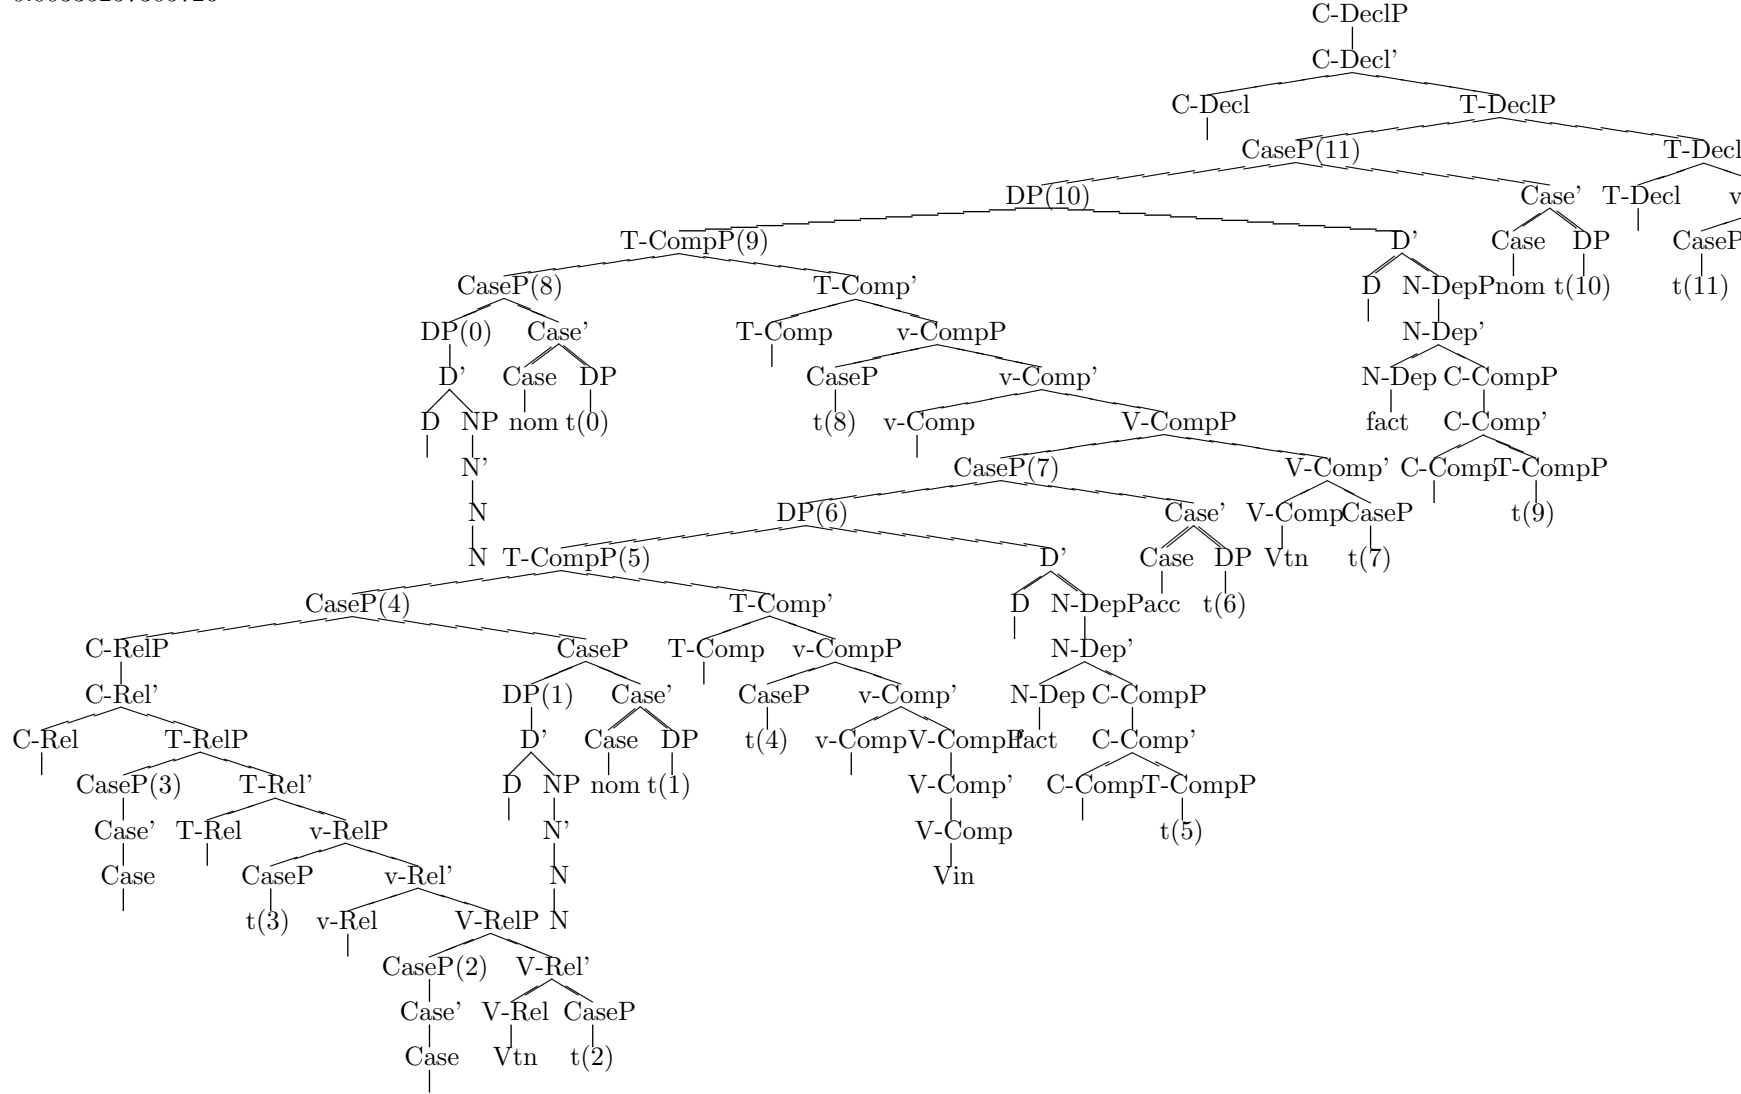 C-DeclP
C-Decl'
C-Decl T-DeclP
CaseP(11) T-Decl
DP(10) Case' T-Decl v
T-CompP(9) D' Case DP CaseP
CaseP(8) T-Comp' D N-DepP nom t(10) t(11)
DP(0) Case' T-Comp v-CompP N-Dep'
D' Case DP CaseP v-Comp' N-Dep C-CompP
D NP nom t(0) t(8) v-Comp V-CompP fact C-Comp'
N' CaseP(7) V-Comp' C-Comp T-CompP
N DP(6) Case' V-Comp CaseP t(9)
N T-CompP(5) D' Case DP Vtn t(7)
CaseP(4) T-Comp' D N-DepP acc t(6)
C-RelP CaseP T-Comp v-CompP N-Dep'
C-Rel' DP(1) Case' CaseP v-Comp' N-Dep C-CompP
C-Rel T-RelP D' Case DP t(4) v-Comp V-CompP fact C-Comp'
CaseP(3) T-Rel' D NP nom t(1) V-Comp' C-Comp T-CompP
Case' T-Rel v-RelP N' V-Comp t(5)
Case CaseP v-Rel' N Vin
t(3) v-Rel V-RelP N
CaseP(2) V-Rel'
Case' V-Rel CaseP
Case Vtn t(2)